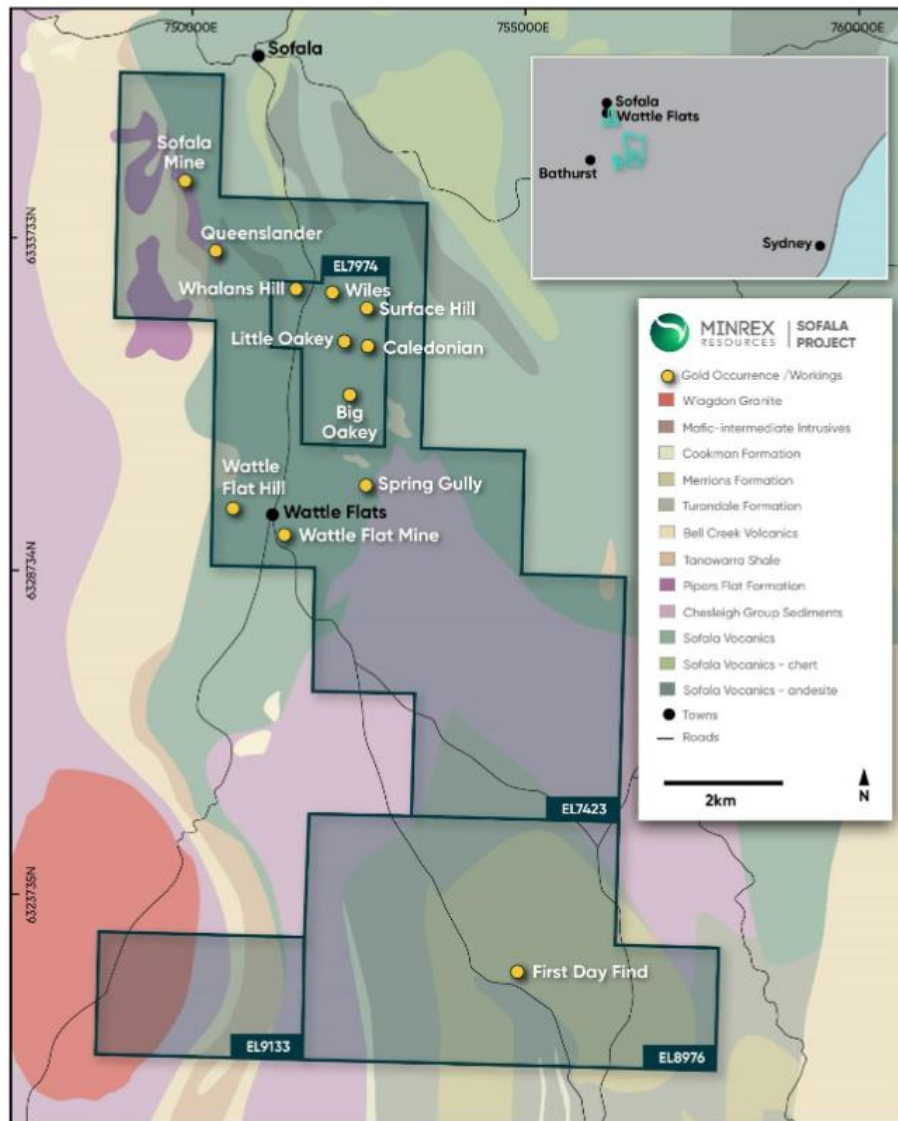 750000E
755000E
760000E
6333733N
6328734N
6323735N
Sofala
Sofala
Mine
Queenslander
EL7974
Whalans Hill
Wiles
Surface Hill
Little Oakey
Caledonian
Big
Oakey
Wattle
Flat Hill
Spring Gully
Wattle Flats
Wattle Flat Mine
EL7423
First Day Find
EL9133
EL8976
Sofala
Wattle Flats
Bathurst
Sydney
MINREX
RESOURCES
SOFALA
PROJECT
Gold Occurrence /Workings
Wiagdon Granite
Mafic-intermediate Intrusives
Cookman Formation
Merrions Formation
Turondale Formation
Bell Creek Volcanics
Tanawarra Shale
Pipers Flat Formation
Chesleigh Group Sediments
Sofala Vocanics
Sofala Vocanics - chert
Sofala Vocanics - andesite
Towns
Roads
2km
N